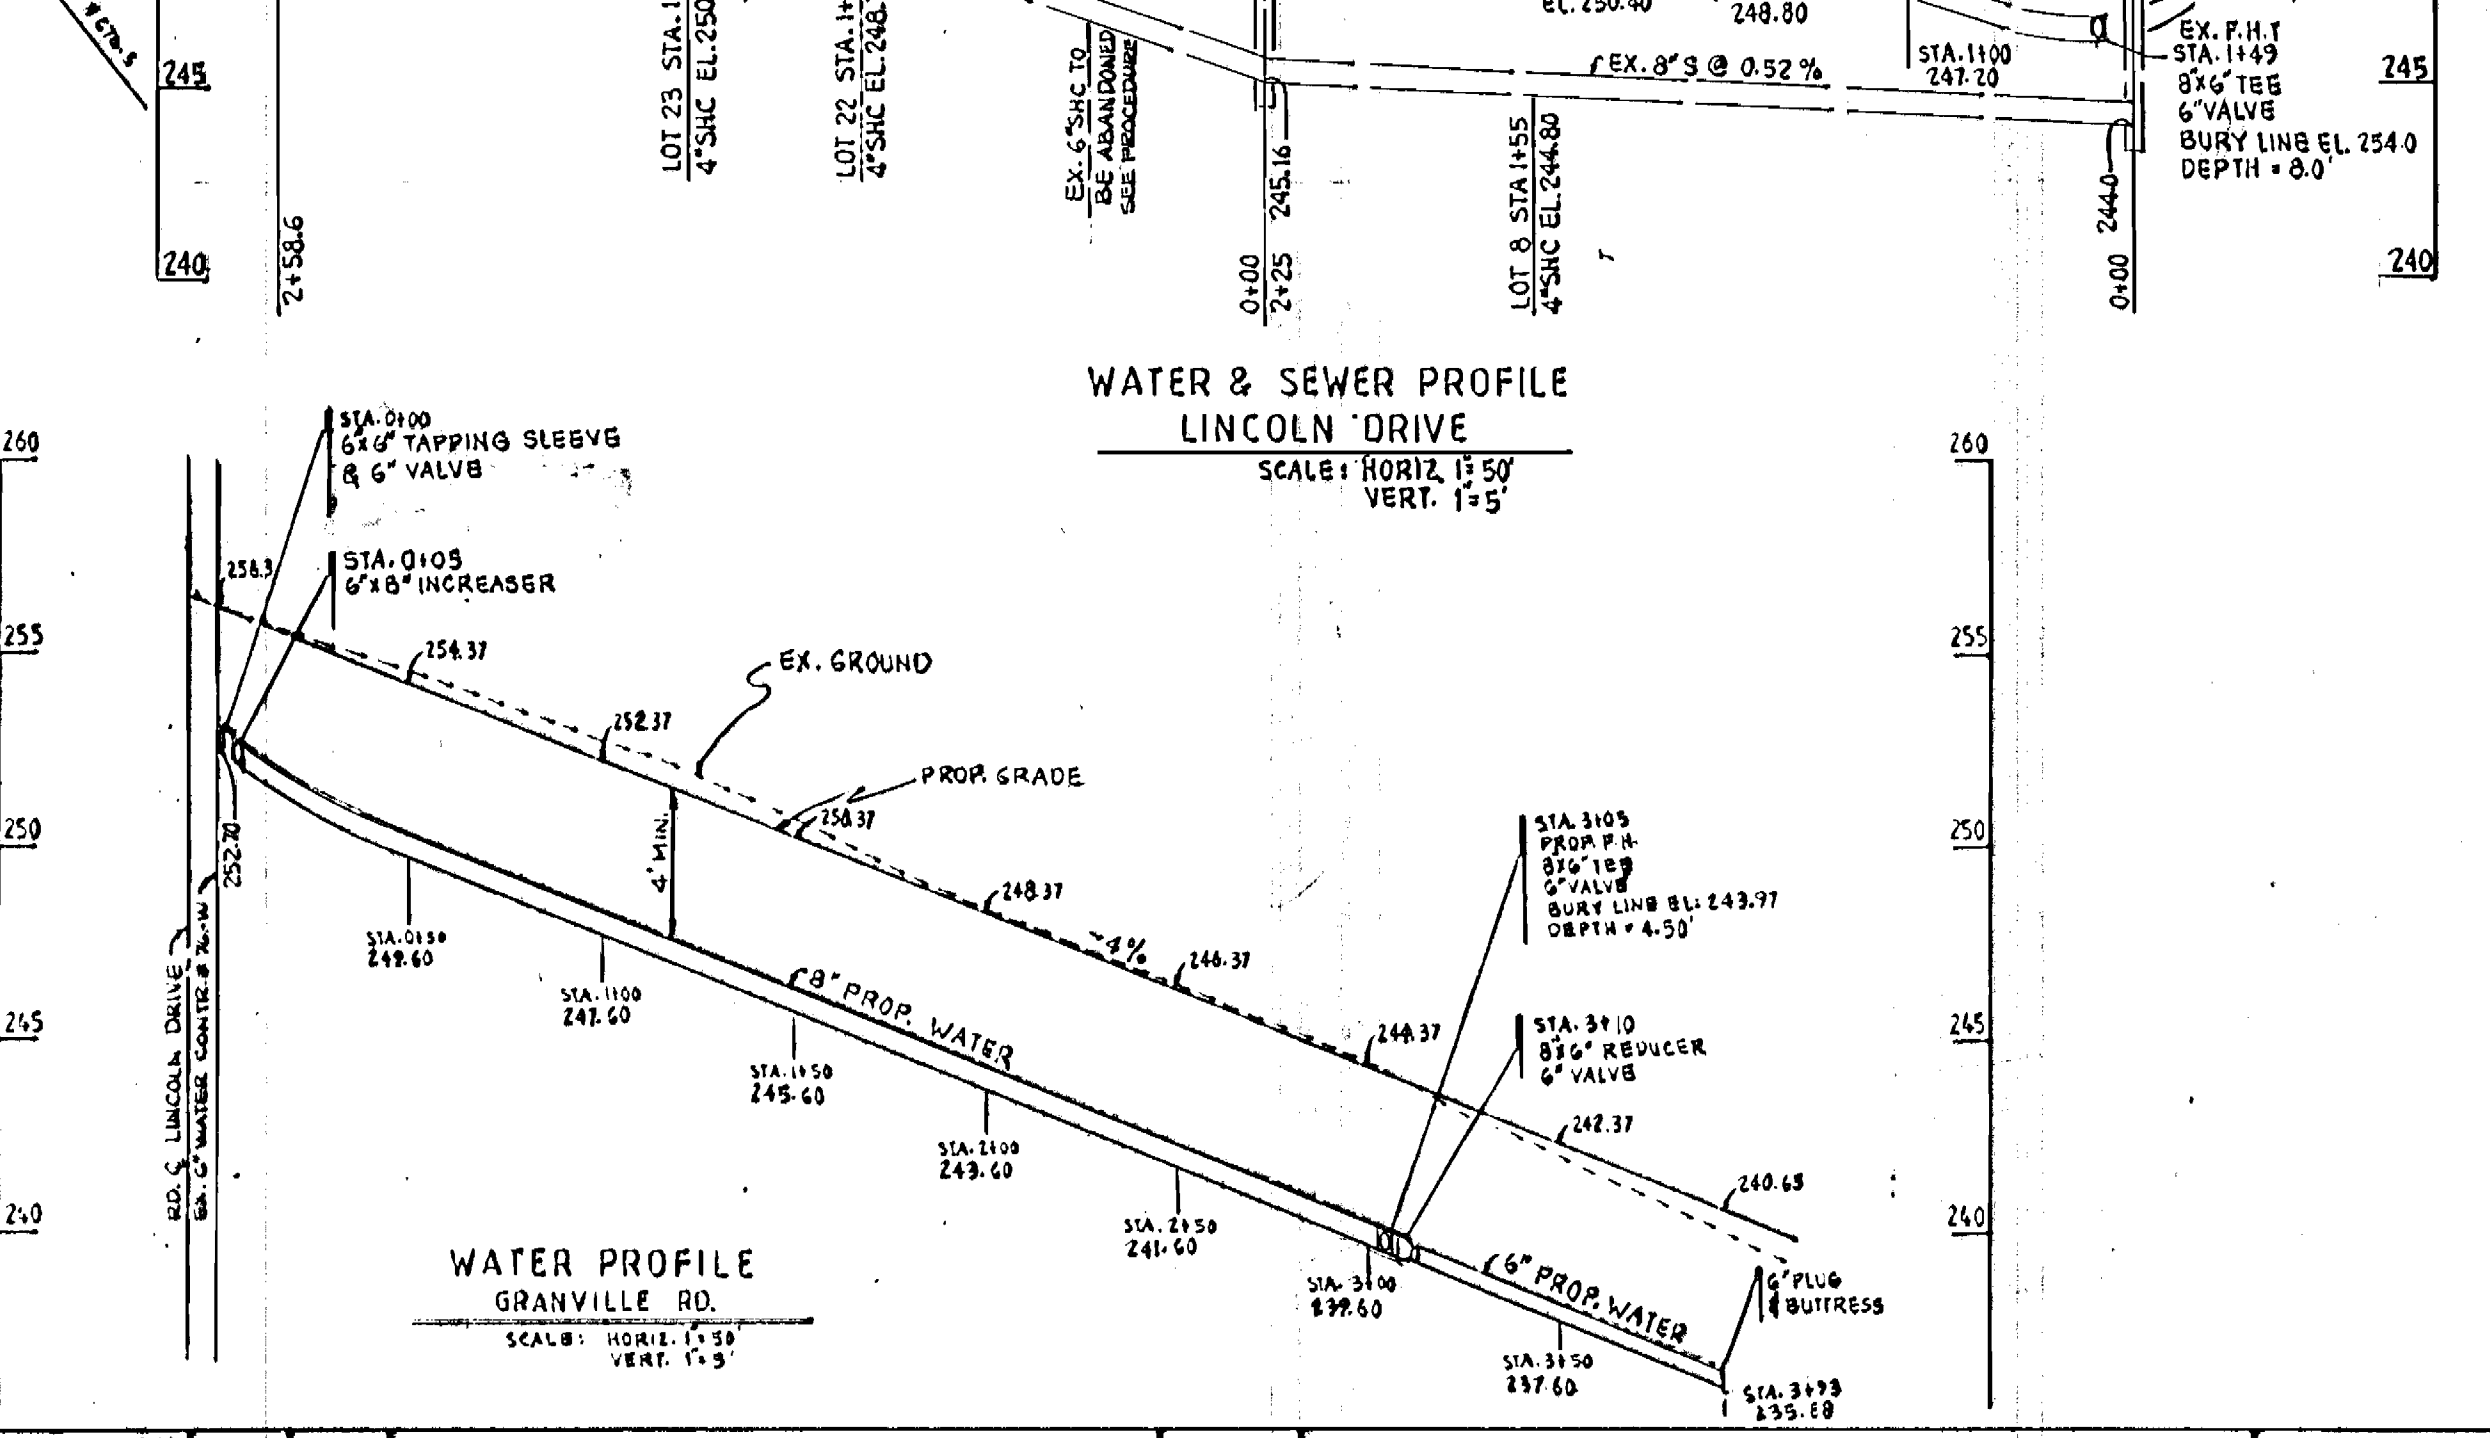 245
240
2+58.6
LOT 23 STA.1
4"SHC EL.250
LOT 22 STA.1+
4"SHC EL.248.
EX. 6"SHC TO
BE ABANDONED
SEE PROCEDURE
0+00
2+25 245.16
EL. 250.40
248.80
EX. 8" S @ 0.52 %
LOT 8 STA 1+55
4"SHC EL.244.80
STA.1+00
247.20
EX. F.H.T
STA.1+49
8"X6" TEE
6"VALVE
BURY LINE EL. 254.0
DEPTH = 8.0'
0+00 244.0
245
240
WATER & SEWER PROFILE
LINCOLN DRIVE
SCALE: HORIZ 1"=50'
VERT. 1"=5'
260
255
250
245
240
STA. 0+00
6"X6" TAPPING SLEEVE
& 6" VALVE
STA. 0+05
6"X8" INCREASER
254.37
252.37
EX. GROUND
PROP. GRADE
250.37
248.37
-4%
246.37
244.37
242.37
240.65
252.70
4' MIN.
8" PROP. WATER
RD. ℄ LINCOLN DRIVE
EX. 6" WATER CONTR.# 76-W
STA. 0+50
249.60
STA. 1+00
247.60
STA. 1+50
245.60
STA. 2+00
243.60
STA. 2+50
241.60
STA. 3+00
239.60
STA. 3+50
237.60
STA. 3+93
235.88
STA. 3+05
PROP. F.H.
8"X6" TEE
6" VALVE
BURY LINE EL: 243.97
DEPTH = 4.50'
STA. 3+10
8"X6" REDUCER
6" VALVE
6" PROP. WATER
6" PLUG
& BUTTRESS
260
255
250
245
240
WATER PROFILE
GRANVILLE RD.
SCALE: HORIZ. 1"=50'
VERT. 1"=5'